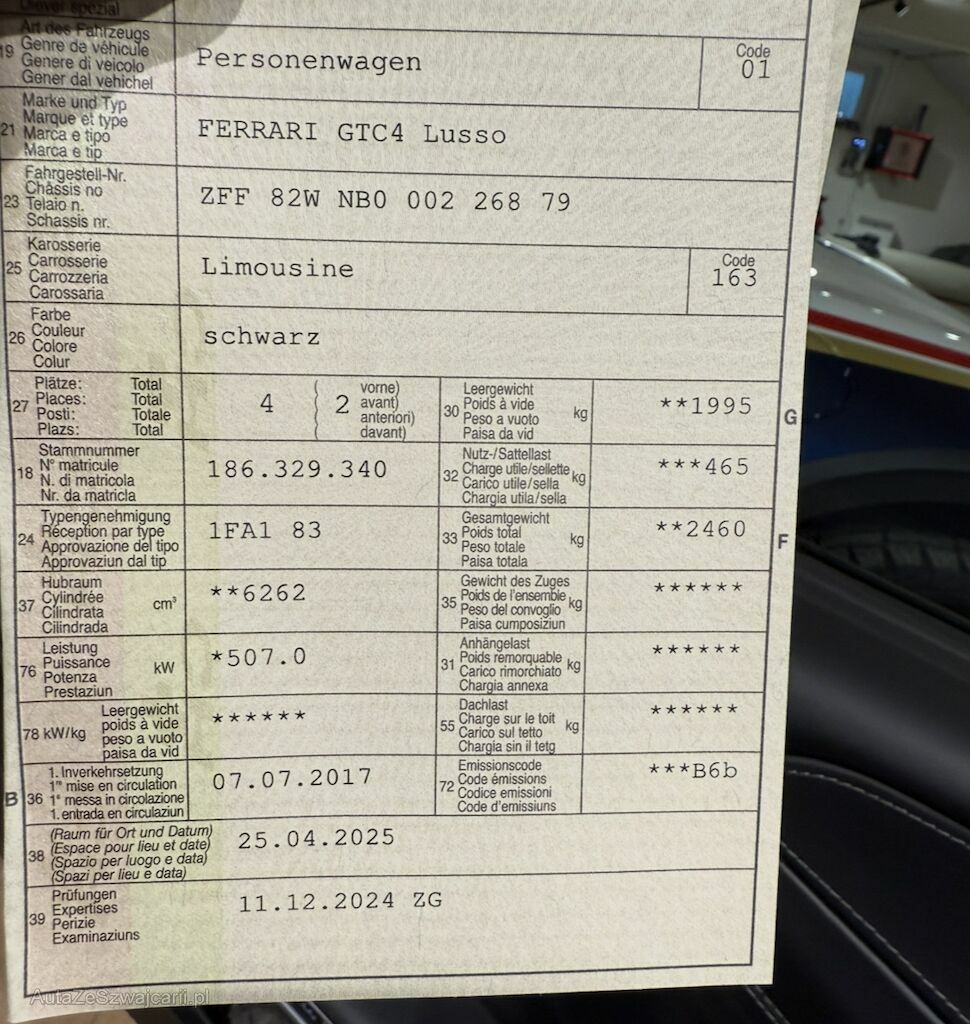 Diever spezial
Art des Fahrzeugs
19 Genre de véhicule
Genere di veicolo
Gener dal vehichel
Personenwagen
Code
01
Marke und Typ
Marque et type
21 Marca e tipo
Marca e tip
FERRARI GTC4 Lusso
Fahrgestell-Nr.
Châssis no
23 Telaio n.
Schassis nr.
ZFF 82W NB0 002 268 79
Karosserie
25 Carrosserie
Carrozzeria
Carossaria
Limousine
Code
163
Farbe
26 Couleur
Colore
Colur
schwarz
Plätze: Total
27 Places: Total
Posti: Totale
Plazs: Total
4 ( 2 vorne)
avant)
anteriori)
davant)
Leergewicht
30 Poids à vide kg
Peso a vuoto
Paisa da vid
**1995
G
Stammnummer
18 N° matricule
N. di matricola
Nr. da matricla
186.329.340
Nutz-/Sattellast
32 Charge utile/sellette kg
Carico utile/sella
Chargia utila/sella
***465
Typengenehmigung
24 Réception par type
Approvazione del tipo
Approvaziun dal tip
1FA1 83
Gesamtgewicht
33 Poids total kg
Peso totale
Paisa totala
**2460
F
Hubraum
37 Cylindrée cm³
Cilindrata
Cilindrada
**6262
Gewicht des Zuges
35 Poids de l'ensemble kg
Peso del convoglio
Paisa cumposiziun
******
Leistung
76 Puissance kW
Potenza
Prestaziun
*507.0
Anhängelast
31 Poids remorquable kg
Carico rimorchiato
Chargia annexa
******
Leergewicht
78 kW/kg poids à vide
peso a vuoto
paisa da vid
******
Dachlast
55 Charge sur le toit kg
Carico sul tetto
Chargia sin il tetg
******
B
1. Inverkehrsetzung
36 1re mise en circulation
1a messa in circolazione
1. entrada en circulaziun
07.07.2017
Emissionscode
72 Code émissions
Codice emissioni
Code d'emissiuns
***B6b
(Raum für Ort und Datum)
38 (Espace pour lieu et date)
(Spazio per luogo e data)
(Spazi per lieu e data)
25.04.2025
Prüfungen
39 Expertises
Perizie
Examinaziuns
11.12.2024 ZG
AutaZeSzwajcarii.pl